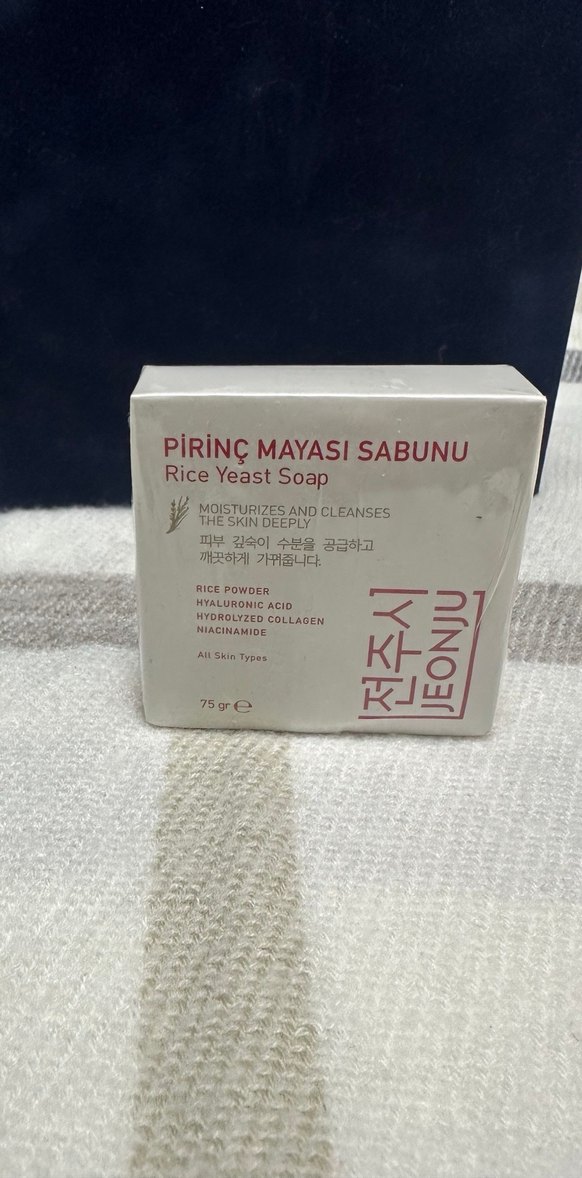 PİRİNÇ MAYASI SABUNU
Rice Yeast Soap
MOISTURIZES AND CLEANSES
THE SKIN DEEPLY
피부 깊숙이 수분을 공급하고
깨끗하게 가꿔줍니다.
RICE POWDER
HYALURONIC ACID
HYDROLYZED COLLAGEN
NIACINAMIDE
All Skin Types
75 gr ℮
전주시
JEONJU